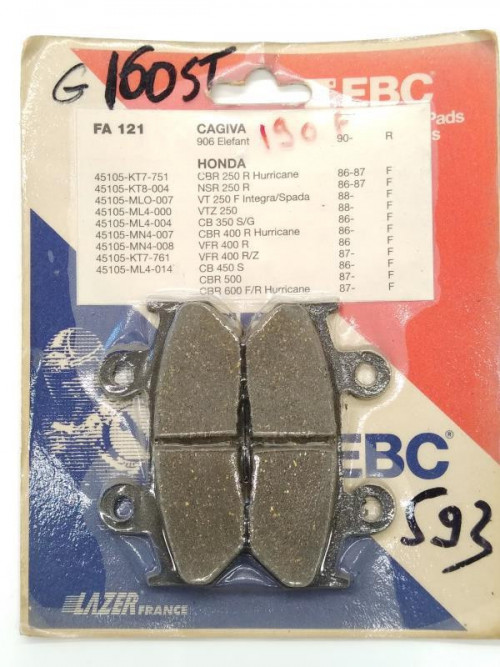 G 160ST
EBC
Pads
s
FA 121 CAGIVA
906 Elefant 190 F 90- R
HONDA
45105-KT7-751 CBR 250 R Hurricane 86-87 F
45105-KT8-004 NSR 250 R 86-87 F
45105-MLO-007 VT 250 F Integra/Spada 88- F
45105-ML4-000 VTZ 250 88- F
45105-ML4-004 CB 350 S/G 86- F
45105-MN4-007 CBR 400 R Hurricane 86 F
45105-MN4-008 VFR 400 R 86 F
45105-KT7-761 VFR 400 R/Z 87- F
45105-ML4-014 CB 450 S 86- F
CBR 500 87- F
CBR 600 F/R Hurricane 87- F
EBC®
593
LAZER FRANCE